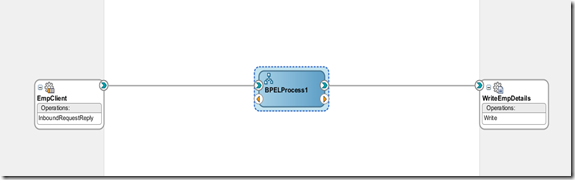 EmpClient
Operations:
InboundRequestReply
BPELProcess1
WriteEmpDetails
Operations:
Write